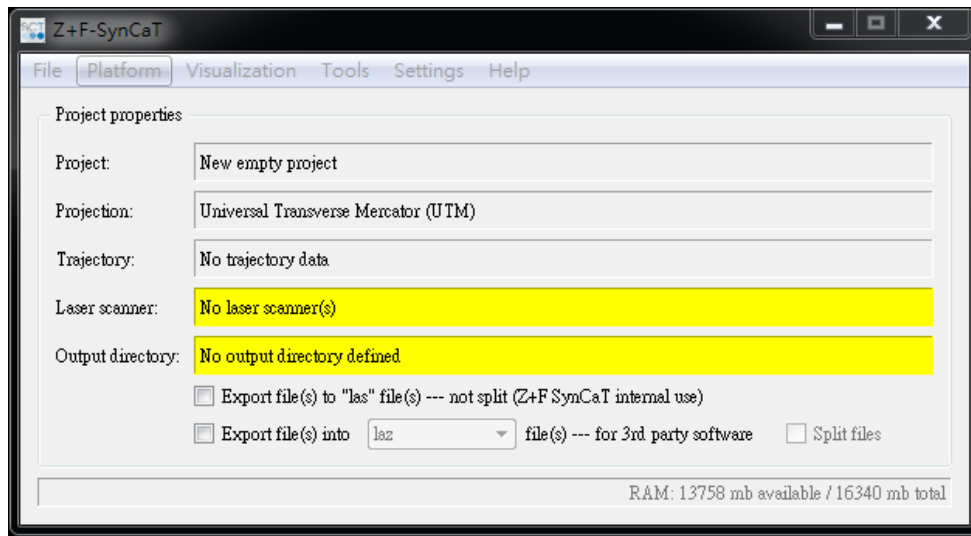 Z+F-SynCaT
File Platform Visualization Tools Settings Help
Project properties
Project: New empty project
Projection: Universal Transverse Mercator (UTM)
Trajectory: No trajectory data
Laser scanner: No laser scanner(s)
Output directory: No output directory defined
Export file(s) to "las" file(s) --- not split (Z+F SynCaT internal use)
Export file(s) into laz file(s) --- for 3rd party software Split files
RAM: 13758 mb available / 16340 mb total